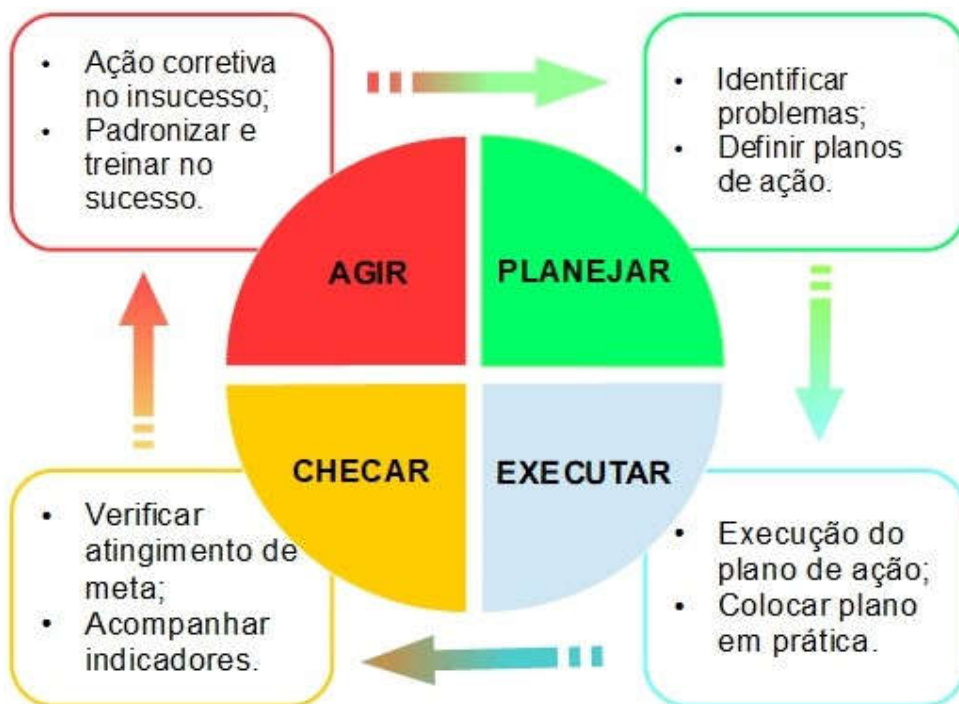 • Ação corretiva
no insucesso;
• Padronizar e
treinar no
sucesso.
• Identificar
problemas;
• Definir planos
de ação.
AGIR
PLANEJAR
CHECAR
EXECUTAR
• Verificar
atingimento de
meta;
• Acompanhar
indicadores.
• Execução do
plano de ação;
• Colocar plano
em prática.